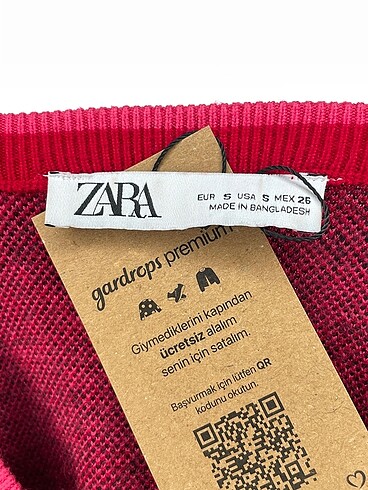 ZARA
EUR S USA S MEX 26
MADE IN BANGLADESH
gardrops premium
Giymediklerini kapından
ücretsiz alalım
senin için satalım.
Başvurmak için lütfen QR
kodunu okutun.